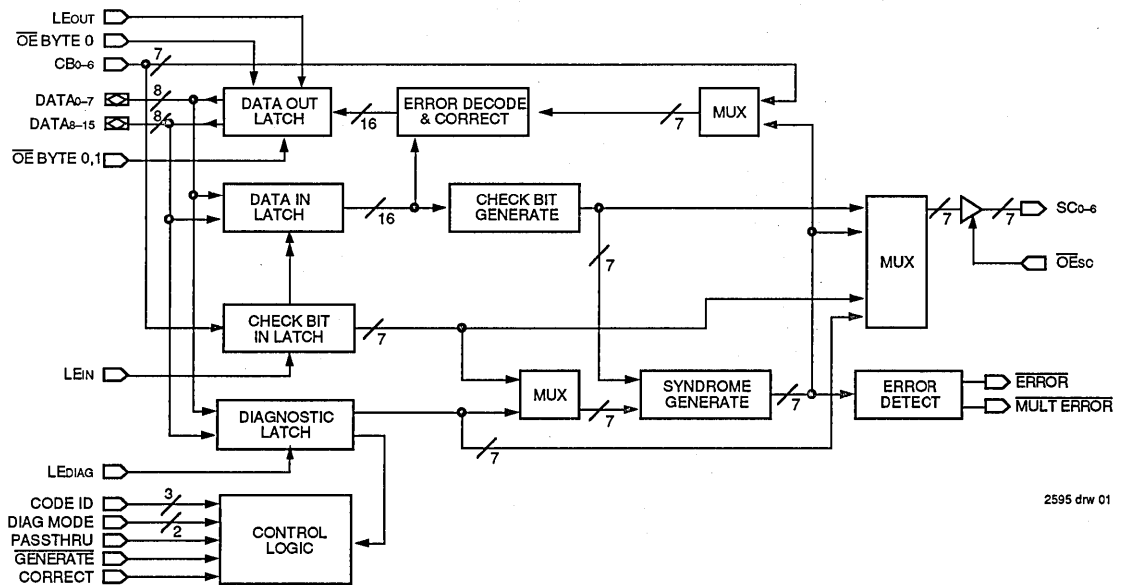 LEOUT
OE BYTE 0
CB0–6
7
DATA0–7
8
DATA8–15
8
OE BYTE 0,1
DATA OUT
LATCH
16
ERROR DECODE
& CORRECT
7
MUX
DATA IN
LATCH
16
CHECK BIT
GENERATE
7
MUX
7
7
SC0–6
OESC
CHECK BIT
IN LATCH
7
LEIN
MUX
7
SYNDROME
GENERATE
7
ERROR
DETECT
ERROR
MULT ERROR
DIAGNOSTIC
LATCH
7
LEDIAG
CODE ID
3
DIAG MODE
2
PASSTHRU
GENERATE
CORRECT
CONTROL
LOGIC
2595 drw 01